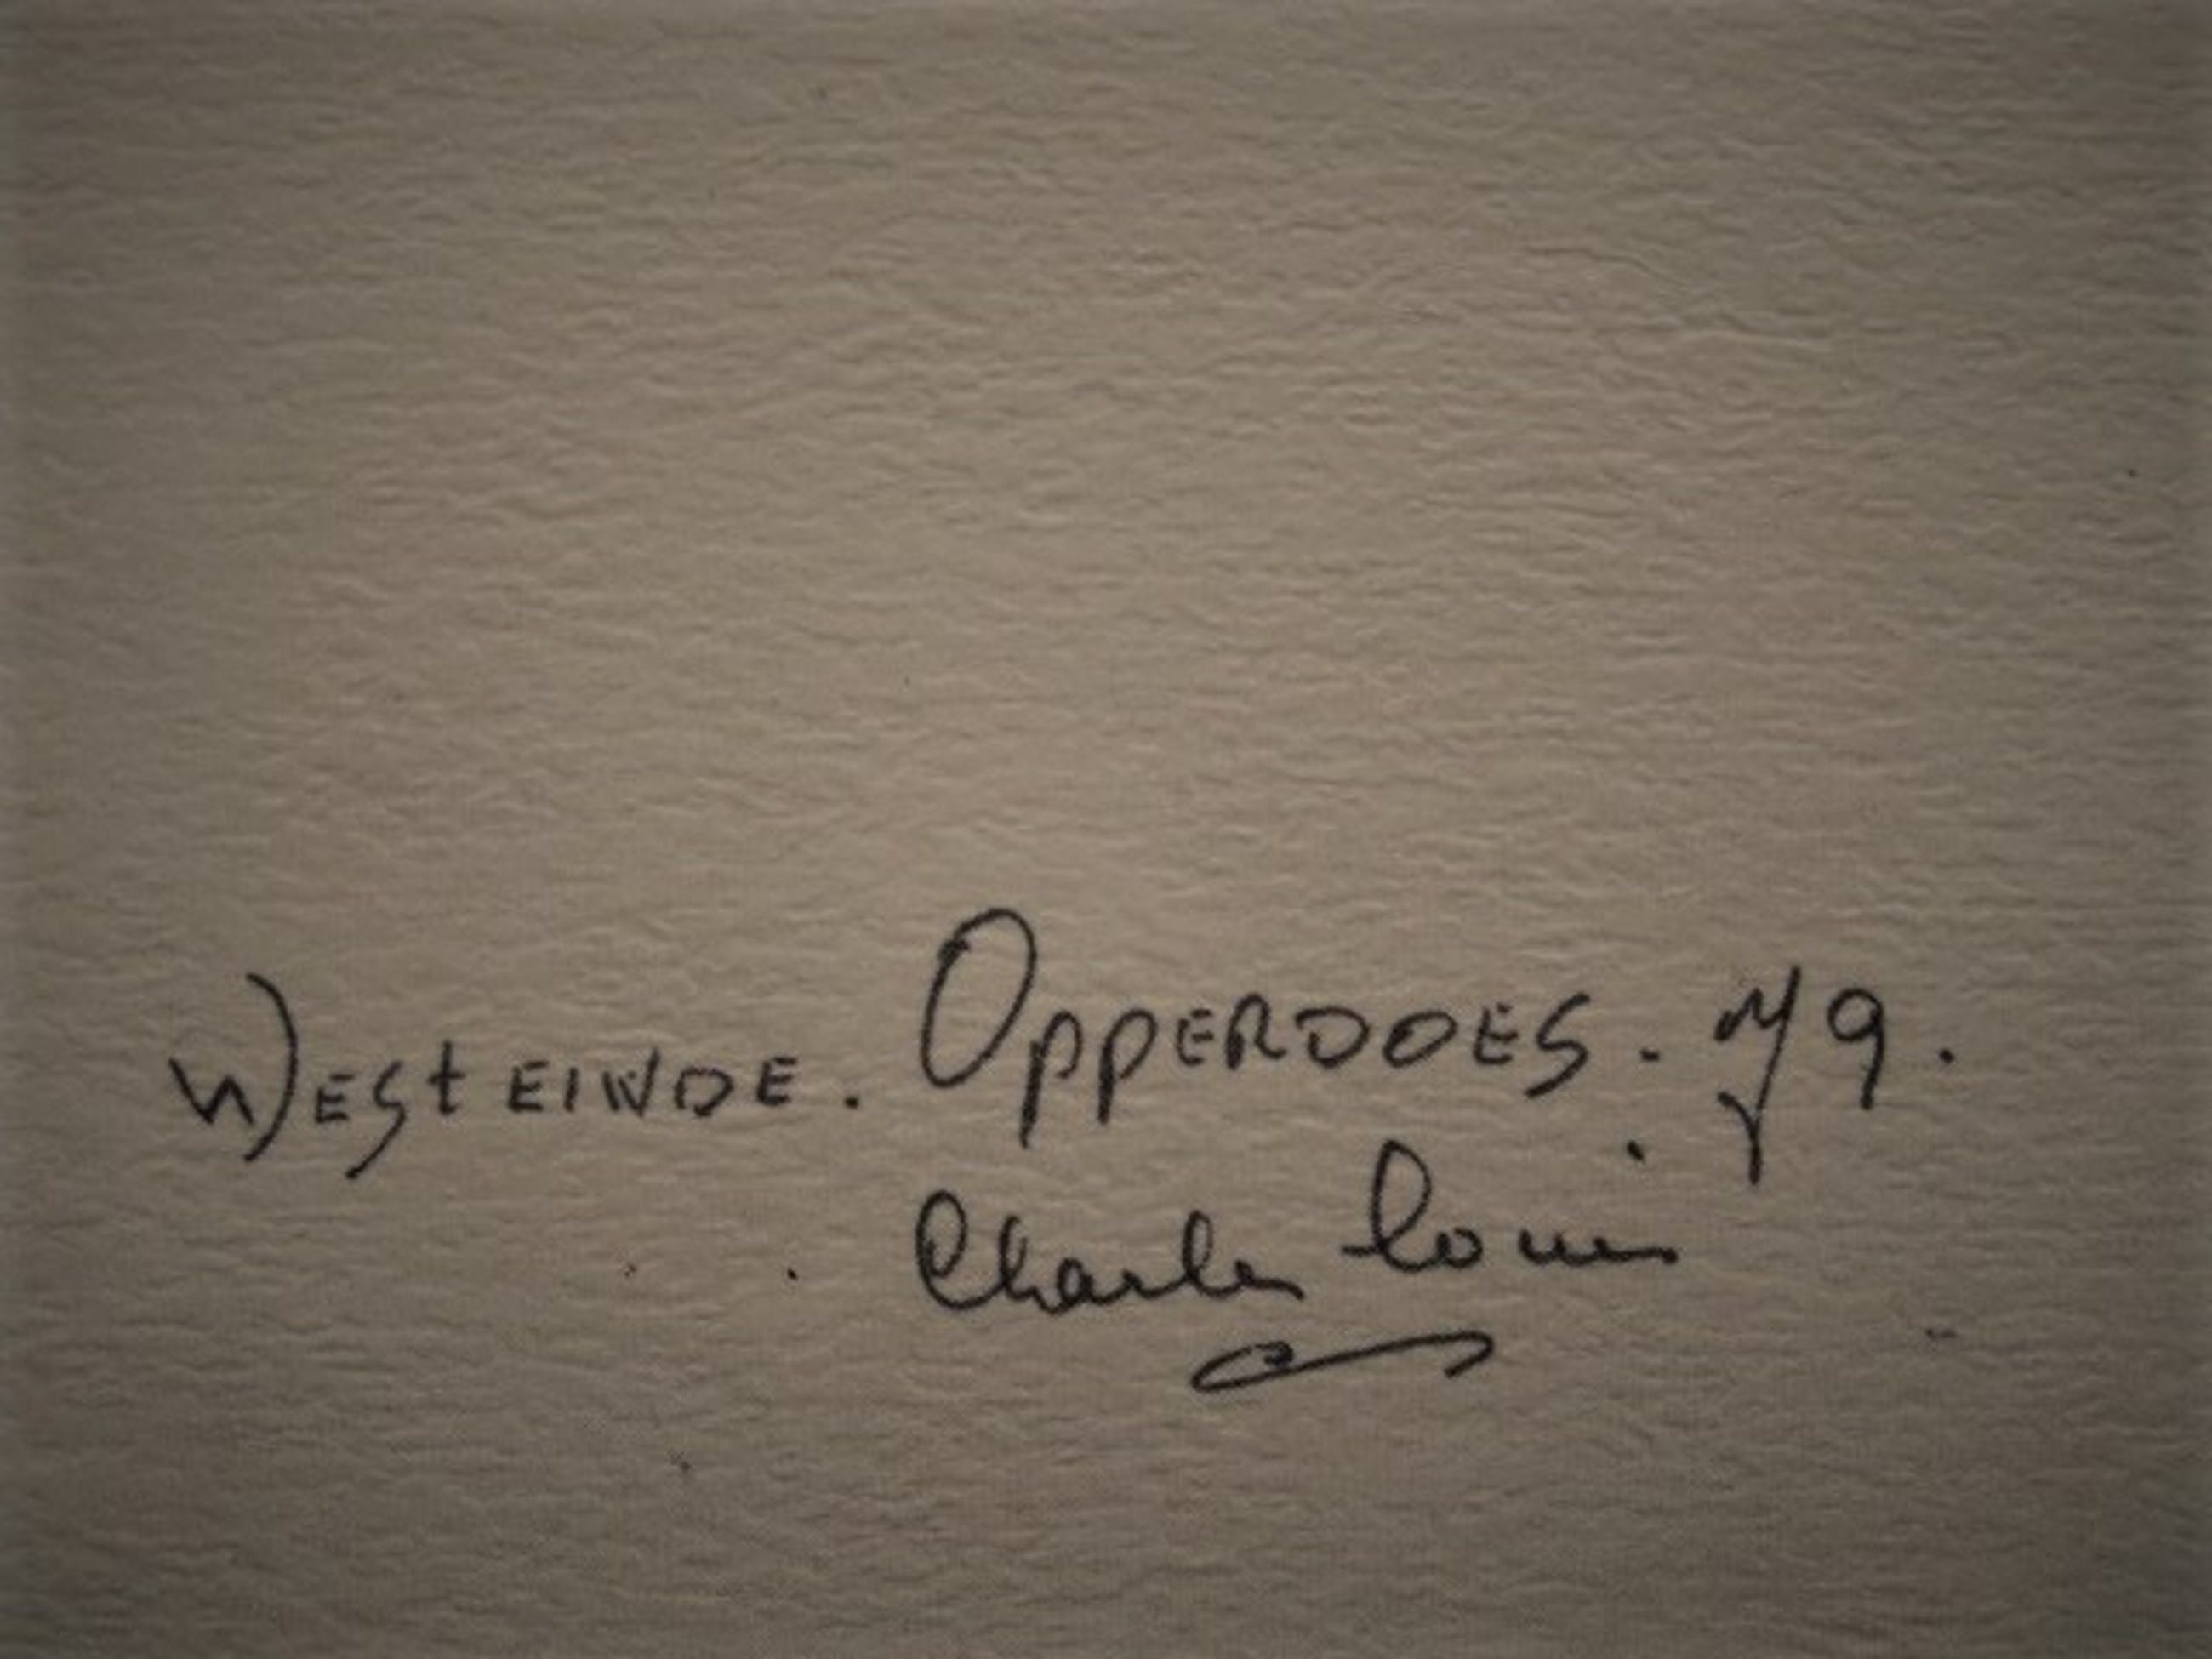 WESTEINDE. OPPERDOES. 79.
Charles Louis